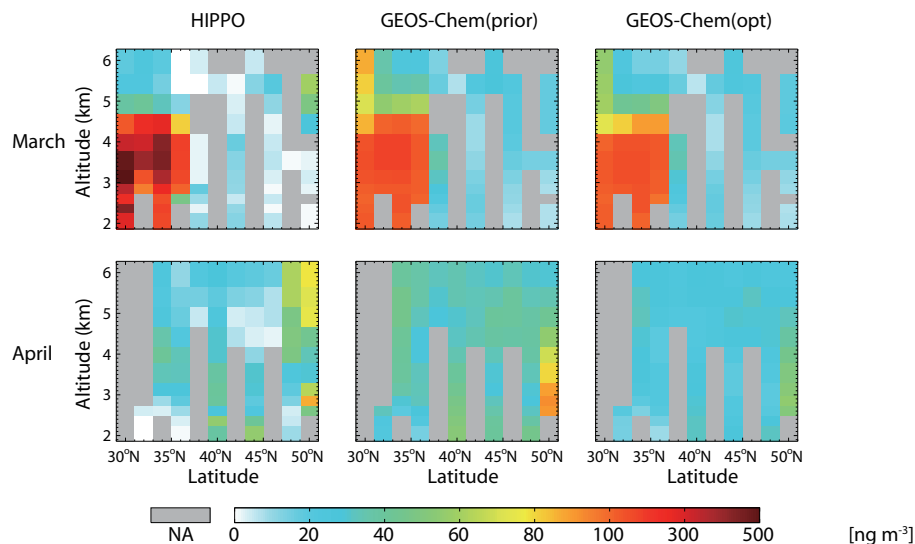 HIPPO GEOS-Chem(prior) GEOS-Chem(opt)
March
Altitude (km)
6
5
4
3
2
April
Altitude (km)
6
5
4
3
2
30°N 35°N 40°N 45°N 50°N 30°N 35°N 40°N 45°N 50°N 30°N 35°N 40°N 45°N 50°N
Latitude Latitude Latitude
NA 0 20 40 60 80 100 300 500 [ng m⁻³]